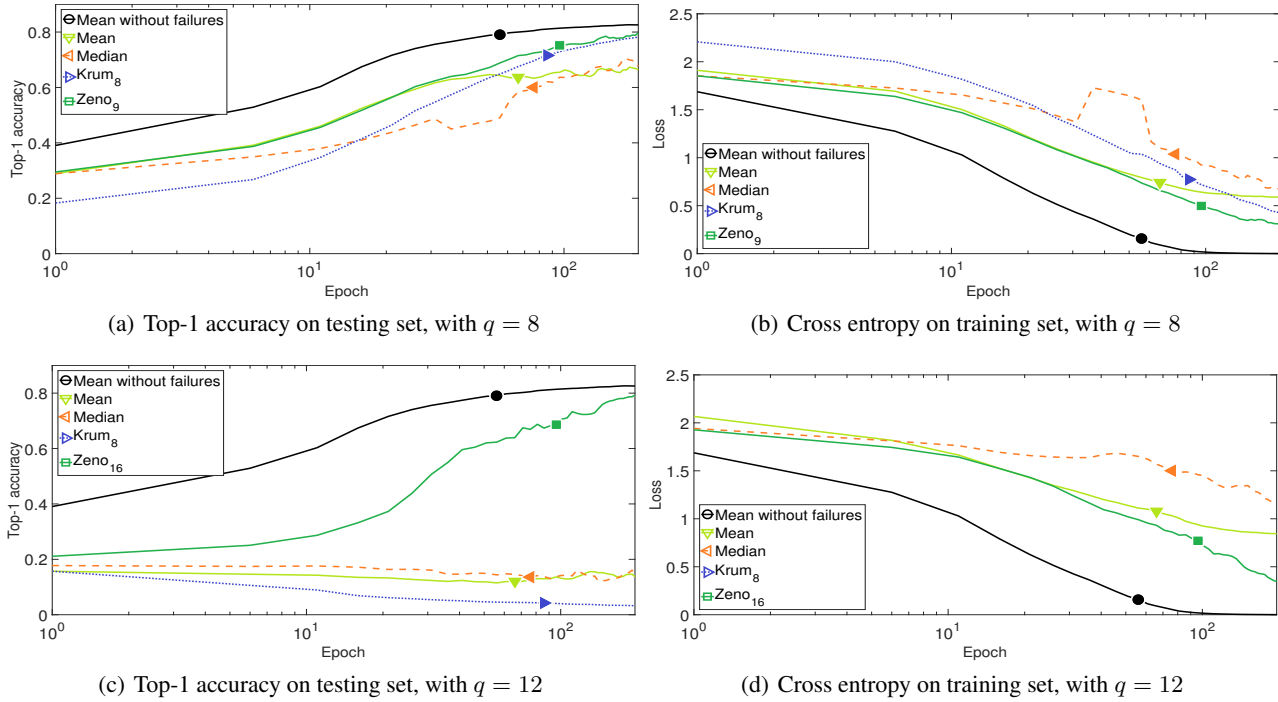 0.8
0.6
0.4
0.2
0
Top-1 accuracy
Mean without failures
Mean
Median
Krum8
Zeno9
10^0
10^1
10^2
Epoch
(a) Top-1 accuracy on testing set, with q = 8
2.5
2
1.5
1
0.5
0
Loss
Mean without failures
Mean
Median
Krum8
Zeno9
10^0
10^1
10^2
Epoch
(b) Cross entropy on training set, with q = 8
0.8
0.6
0.4
0.2
0
Top-1 accuracy
Mean without failures
Mean
Median
Krum8
Zeno16
10^0
10^1
10^2
Epoch
(c) Top-1 accuracy on testing set, with q = 12
2.5
2
1.5
1
0.5
0
Loss
Mean without failures
Mean
Median
Krum8
Zeno16
10^0
10^1
10^2
Epoch
(d) Cross entropy on training set, with q = 12